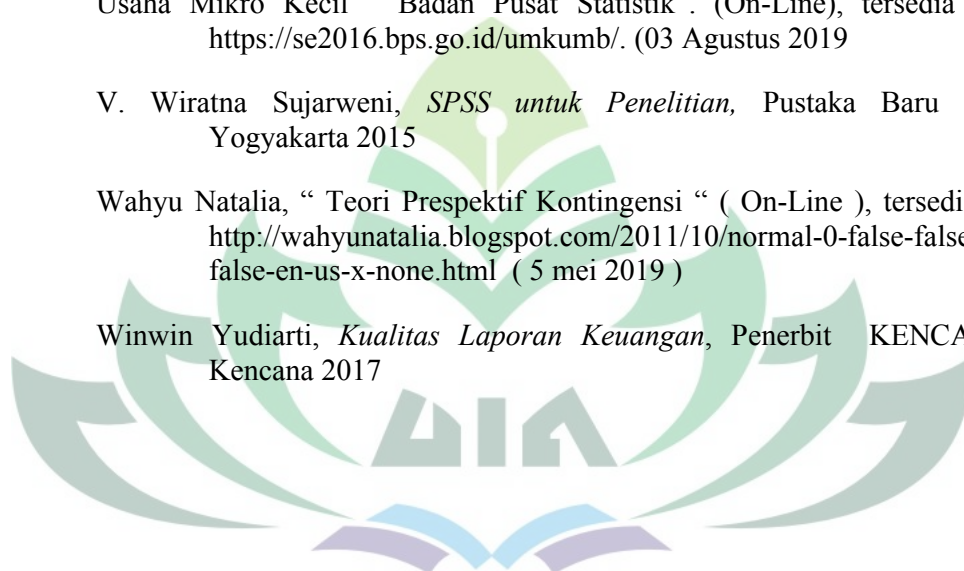 Usaha Mikro Kecil “ Badan Pusat Statistik”. (On-Line), tersedia
https://se2016.bps.go.id/umkumb/. (03 Agustus 2019
V. Wiratna Sujarweni, SPSS untuk Penelitian, Pustaka Baru
Yogyakarta 2015
Wahyu Natalia, “ Teori Prespektif Kontingensi “ ( On-Line ), tersedi
http://wahyunatalia.blogspot.com/2011/10/normal-0-false-false
false-en-us-x-none.html ( 5 mei 2019 )
Winwin Yudiarti, Kualitas Laporan Keuangan, Penerbit KENCA
Kencana 2017
UIN